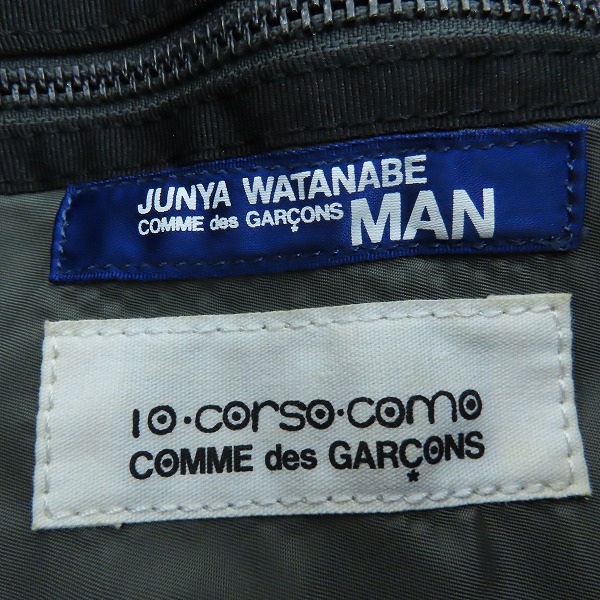 JUNYA WATANABE
COMME des GARÇONS MAN
10·corso·como
COMME des GARÇONS